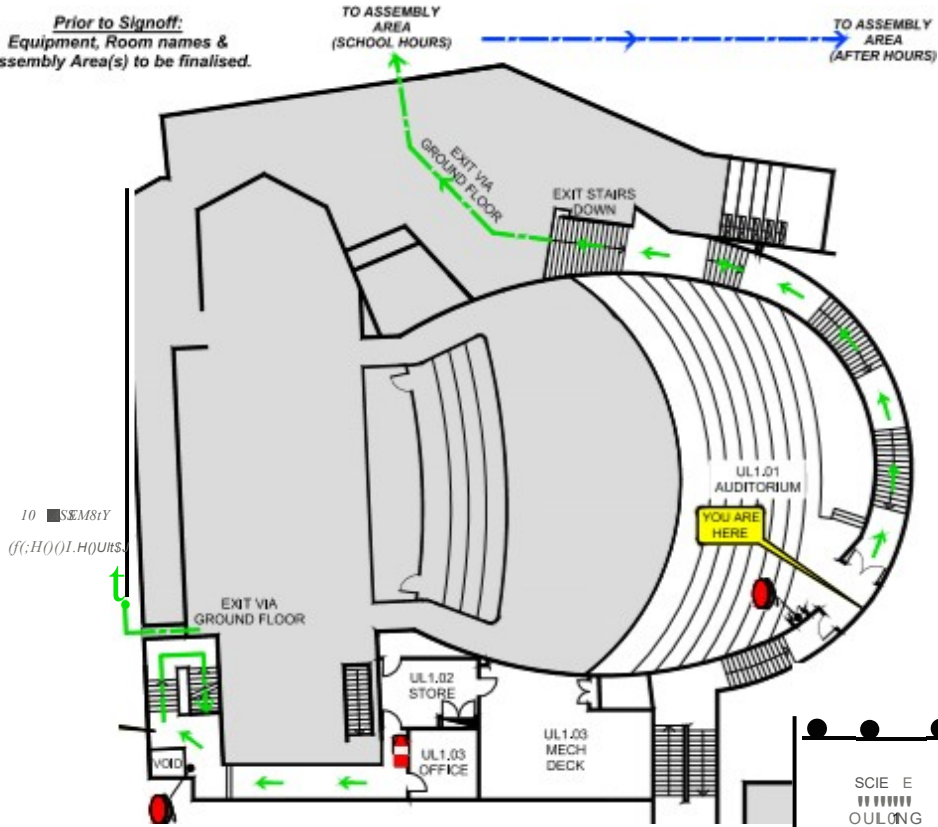 Prior to Signoff:
Equipment, Room names &
ssembly Area(s) to be finalised.
TO ASSEMBLY
AREA
(SCHOOL HOURS)
TO ASSEMBLY
AREA
(AFTER HOURS)
EXIT VIA
GROUND FLOOR
EXIT STAIRS
DOWN
UL1.01
AUDITORIUM
YOU ARE
HERE
EXIT VIA
GROUND FLOOR
UL1.02
STORE
UL1.03
OFFICE
UL1.03
MECH
DECK
VOID
SCIE E